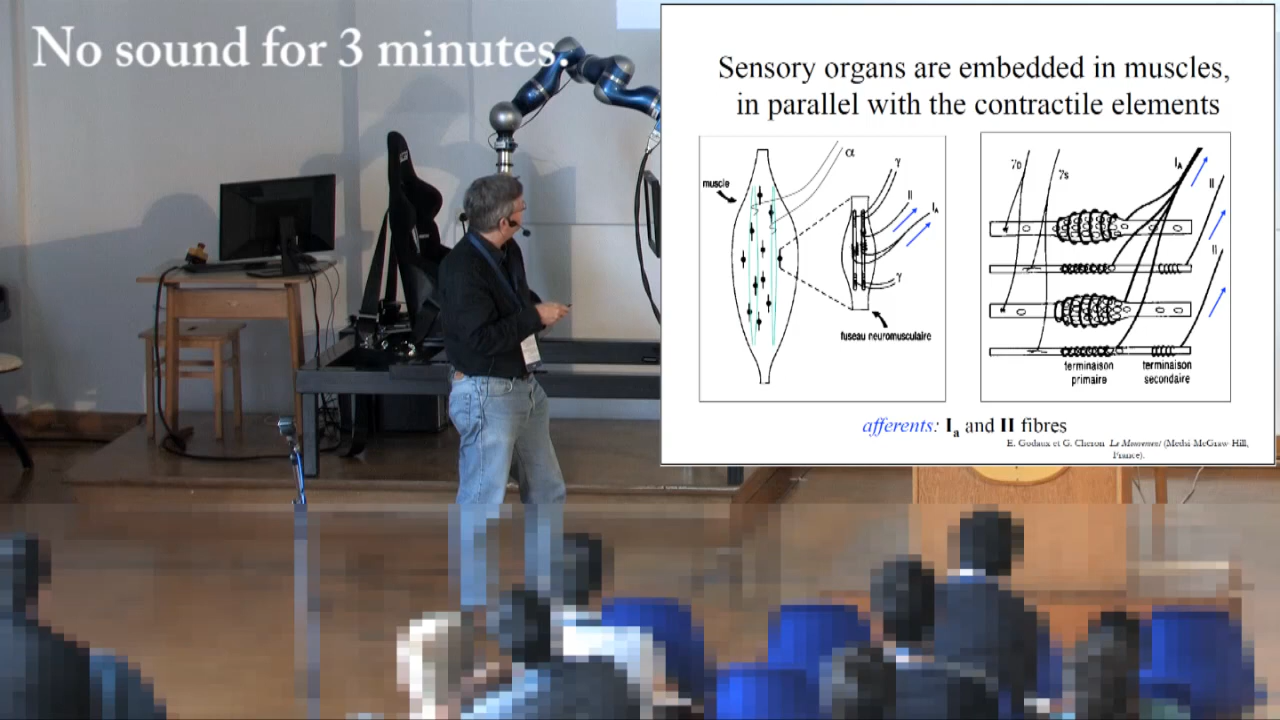 No sound for 3 minutes.
Sensory organs are embedded in muscles,
in parallel with the contractile elements
muscle
α
γ
II
IA
γ
fuseau neuromusculaire
γD
γs
IA
II
II
terminaison
primaire
terminaison
secondaire
afferents: Ia and II fibres
E. Godaux et G. Cheron Le Mouvement (Medsi McGraw Hill,
France).